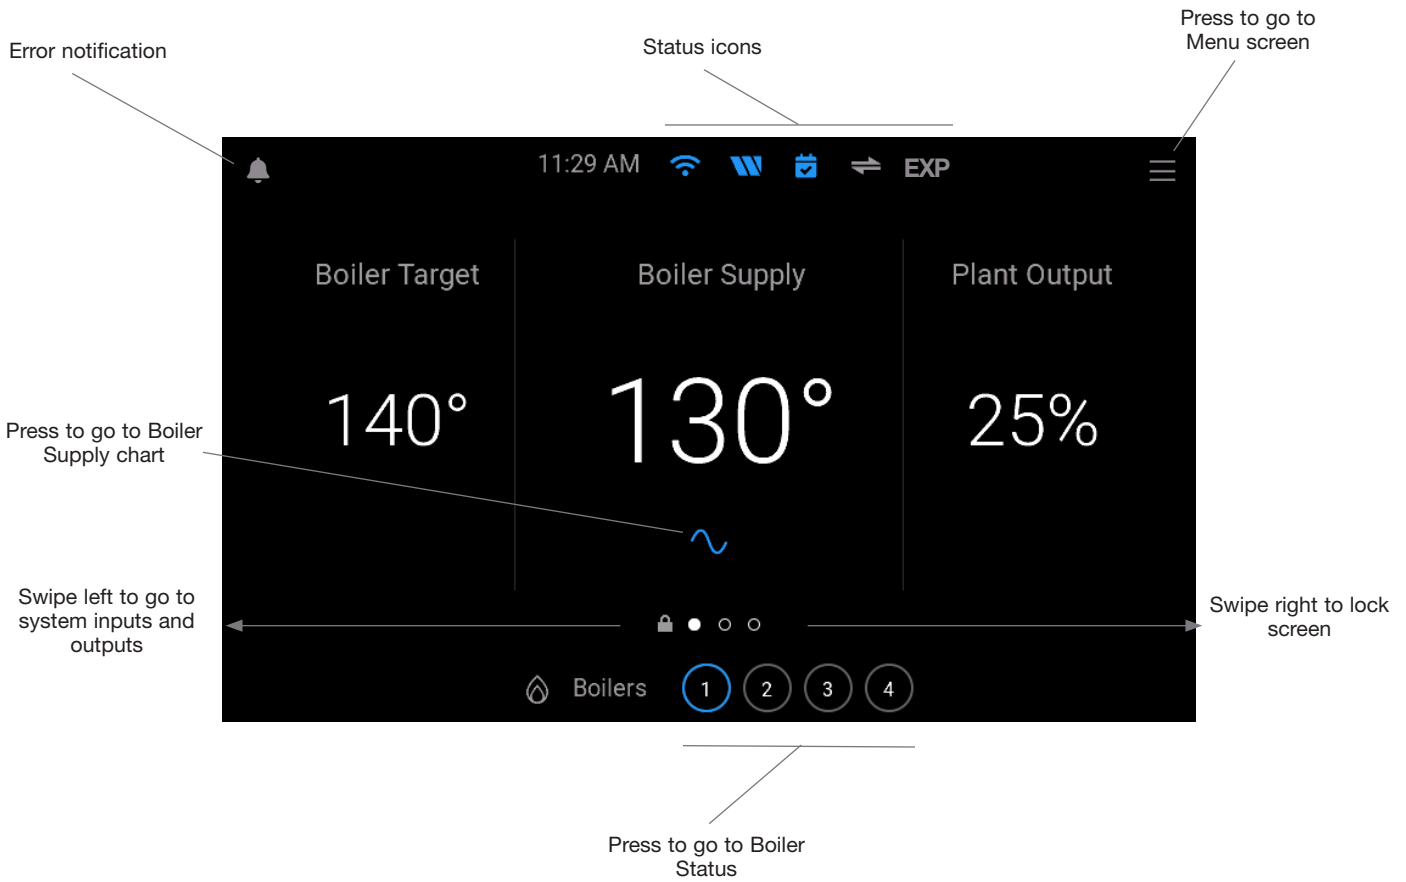 Press to go to
Menu screen
Error notification
Status icons
11:29 AM
EXP
Boiler Target
Boiler Supply
Plant Output
140°
130°
25%
Press to go to Boiler
Supply chart
Swipe left to go to
system inputs and
outputs
Swipe right to lock
screen
Boilers
1
2
3
4
Press to go to Boiler
Status